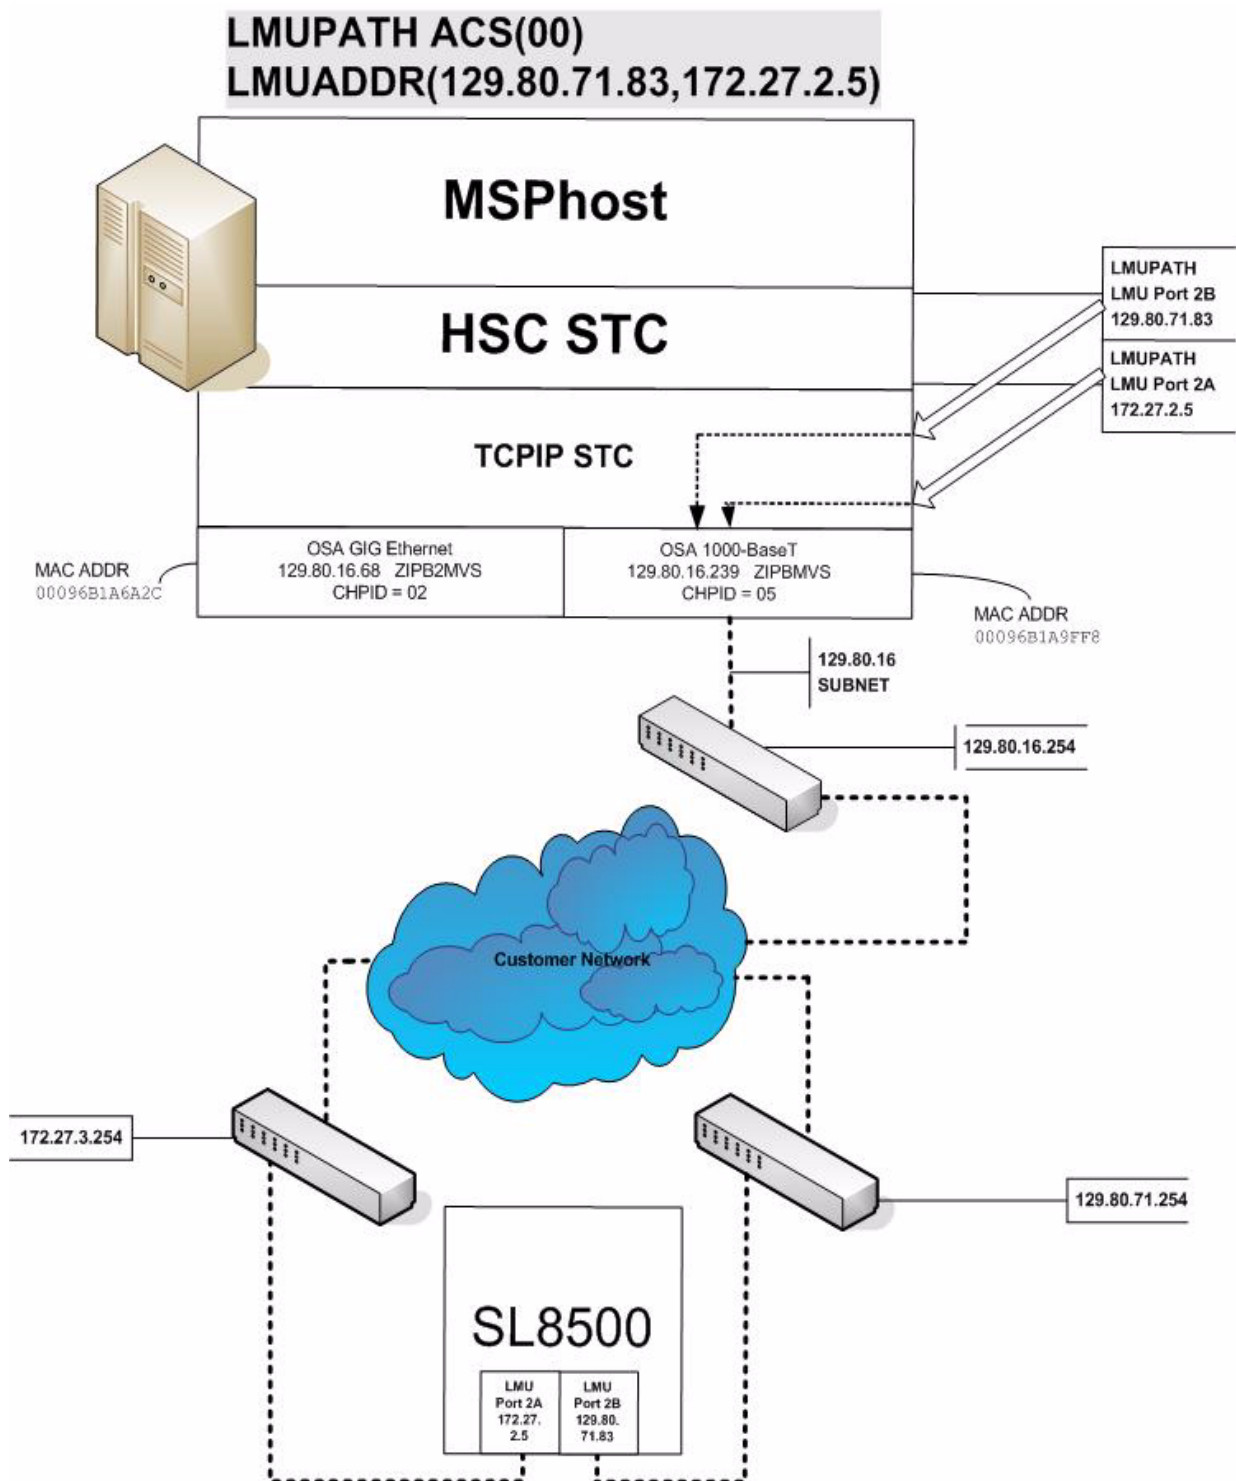 LMUPATH ACS(00)
LMUADDR(129.80.71.83,172.27.2.5)
MSPhost
HSC STC
TCPIP STC
LMUPATH
LMU Port 2B
129.80.71.83
LMUPATH
LMU Port 2A
172.27.2.5
OSA GIG Ethernet
129.80.16.68 ZIPB2MVS
CHPID = 02
OSA 1000-BaseT
129.80.16.239 ZIPBMVS
CHPID = 05
MAC ADDR
00096B1A6A2C
MAC ADDR
00096B1A9FF8
129.80.16
SUBNET
129.80.16.254
Customer Network
172.27.3.254
129.80.71.254
SL8500
LMU
Port 2A
172.27.
2.5
LMU
Port 2B
129.80.
71.83